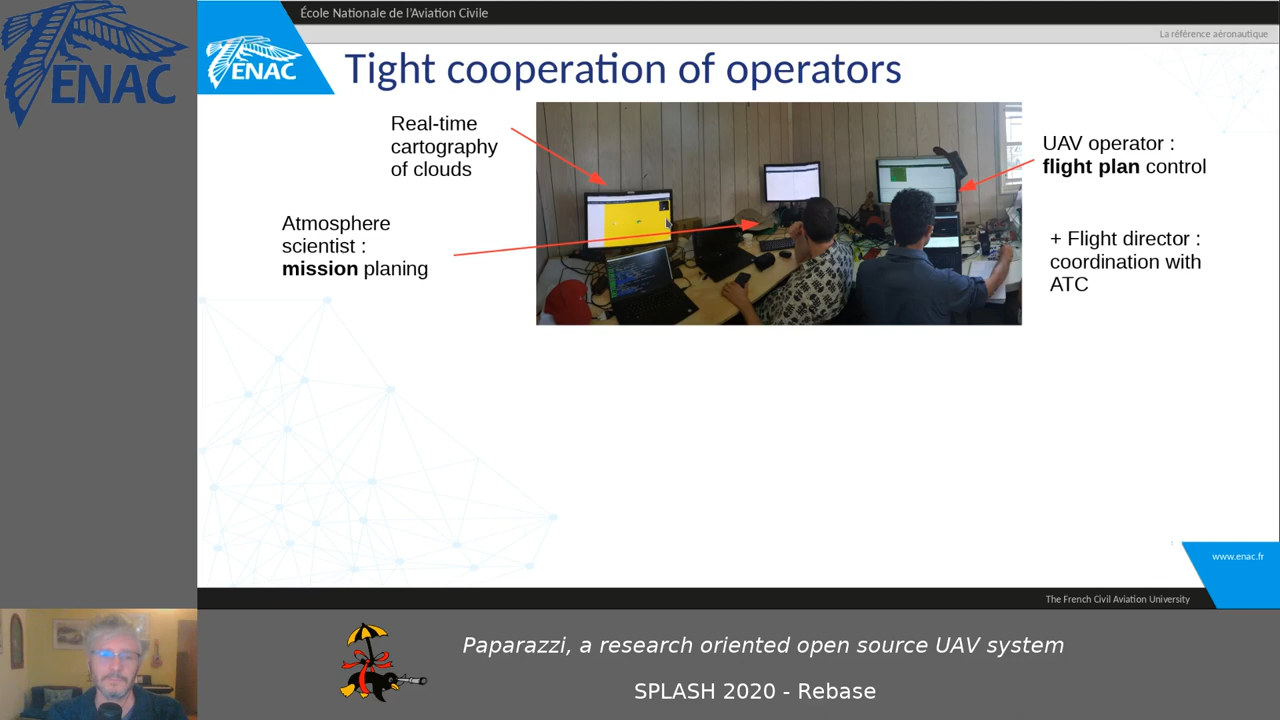 ENAC
École Nationale de l'Aviation Civile
La référence aéronautique
ENAC
Tight cooperation of operators
Real-time
cartography
of clouds
Atmosphere
scientist :
mission planing
UAV operator :
flight plan control
+ Flight director :
coordination with
ATC
www.enac.fr
The French Civil Aviation University
Paparazzi, a research oriented open source UAV system
SPLASH 2020 - Rebase